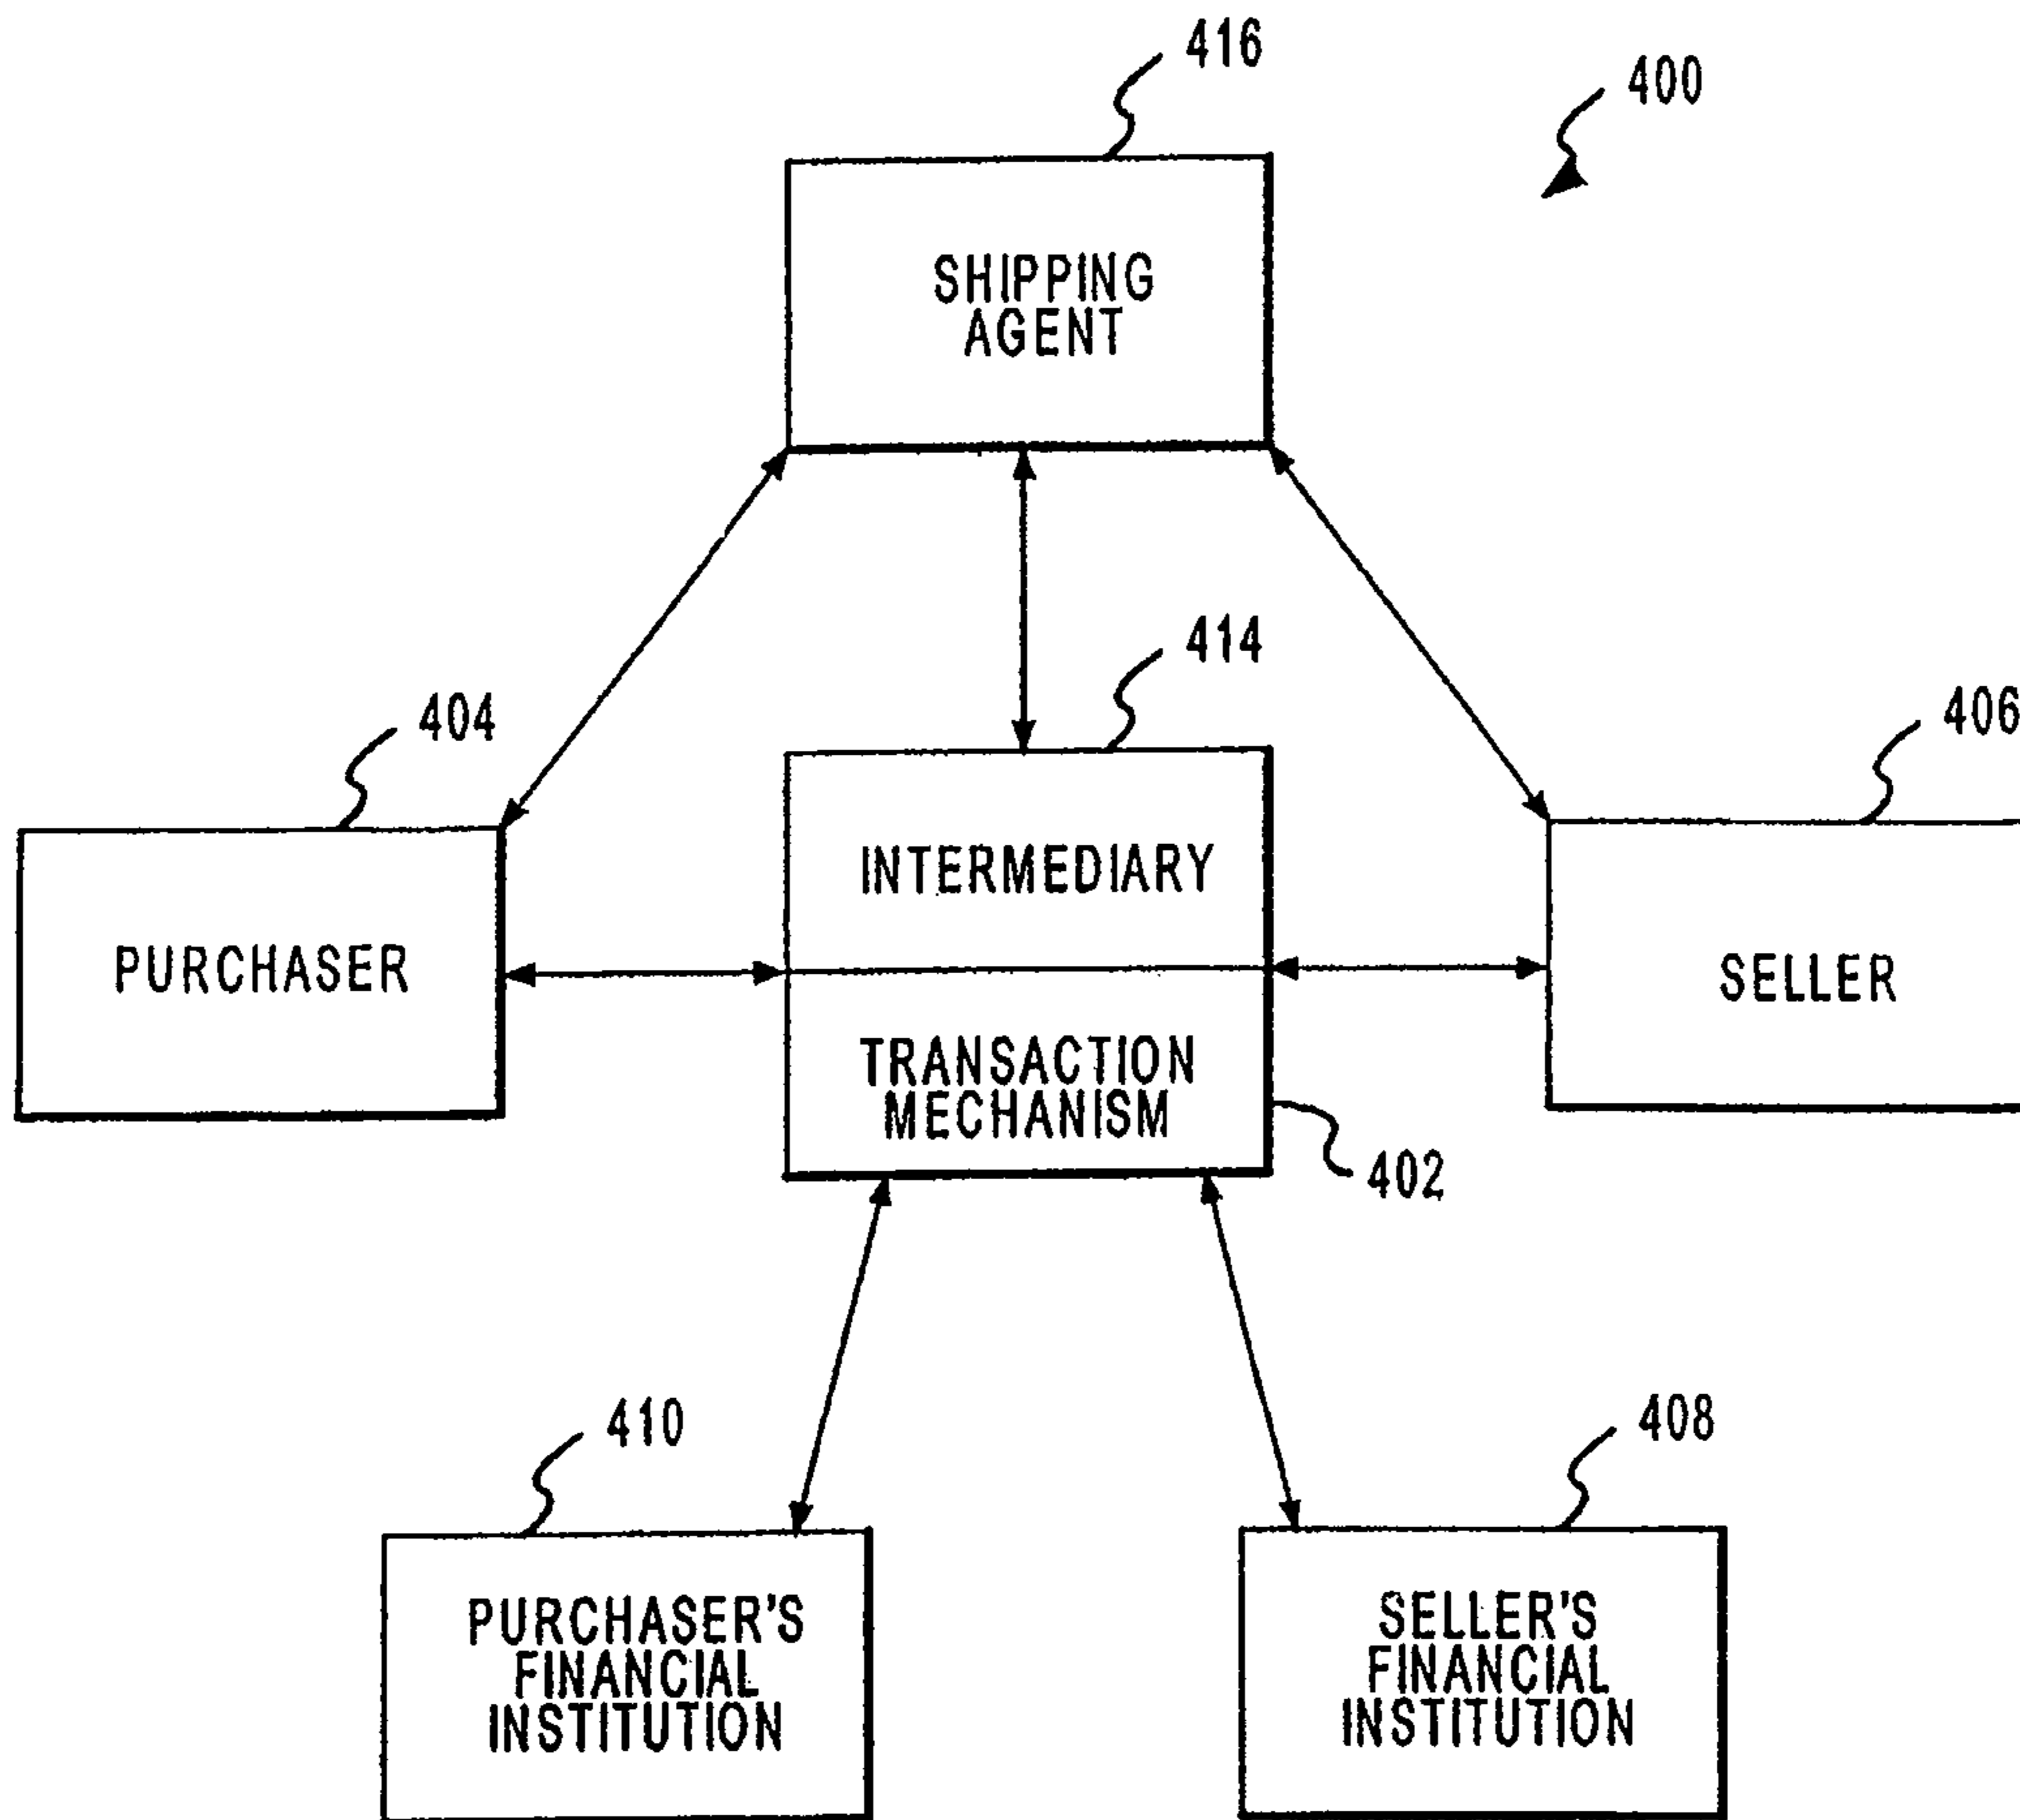 416
400
SHIPPING
AGENT
414
404
406
INTERMEDIARY
PURCHASER
SELLER
TRANSACTION
MECHANISM
402
410
408
PURCHASER'S
FINANCIAL
INSTITUTION
SELLER'S
FINANCIAL
INSTITUTION